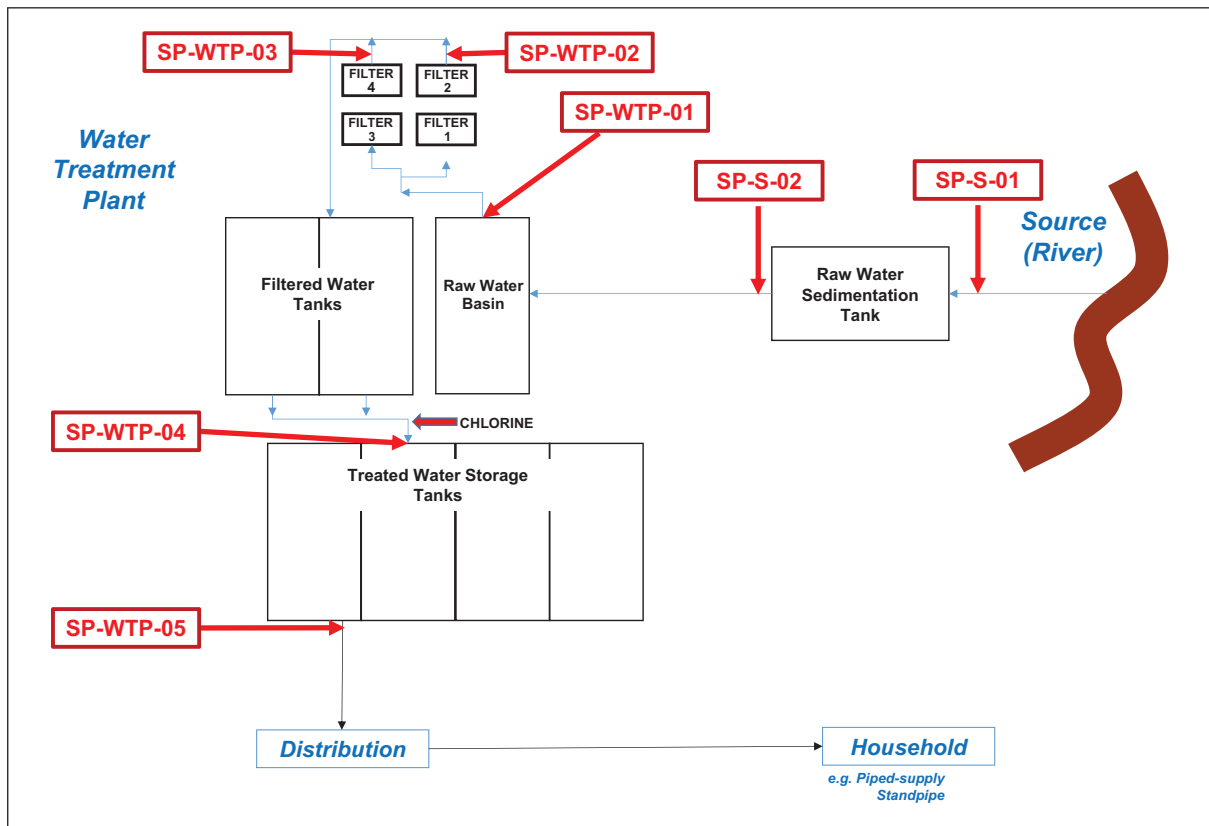 SP-WTP-03
SP-WTP-02
FILTER
4
FILTER
2
FILTER
3
FILTER
1
SP-WTP-01
Water
Treatment
Plant
SP-S-02
SP-S-01
Source
(River)
Filtered Water
Tanks
Raw Water
Basin
Raw Water
Sedimentation
Tank
CHLORINE
SP-WTP-04
Treated Water Storage
Tanks
SP-WTP-05
Distribution
Household
e.g. Piped-supply
Standpipe